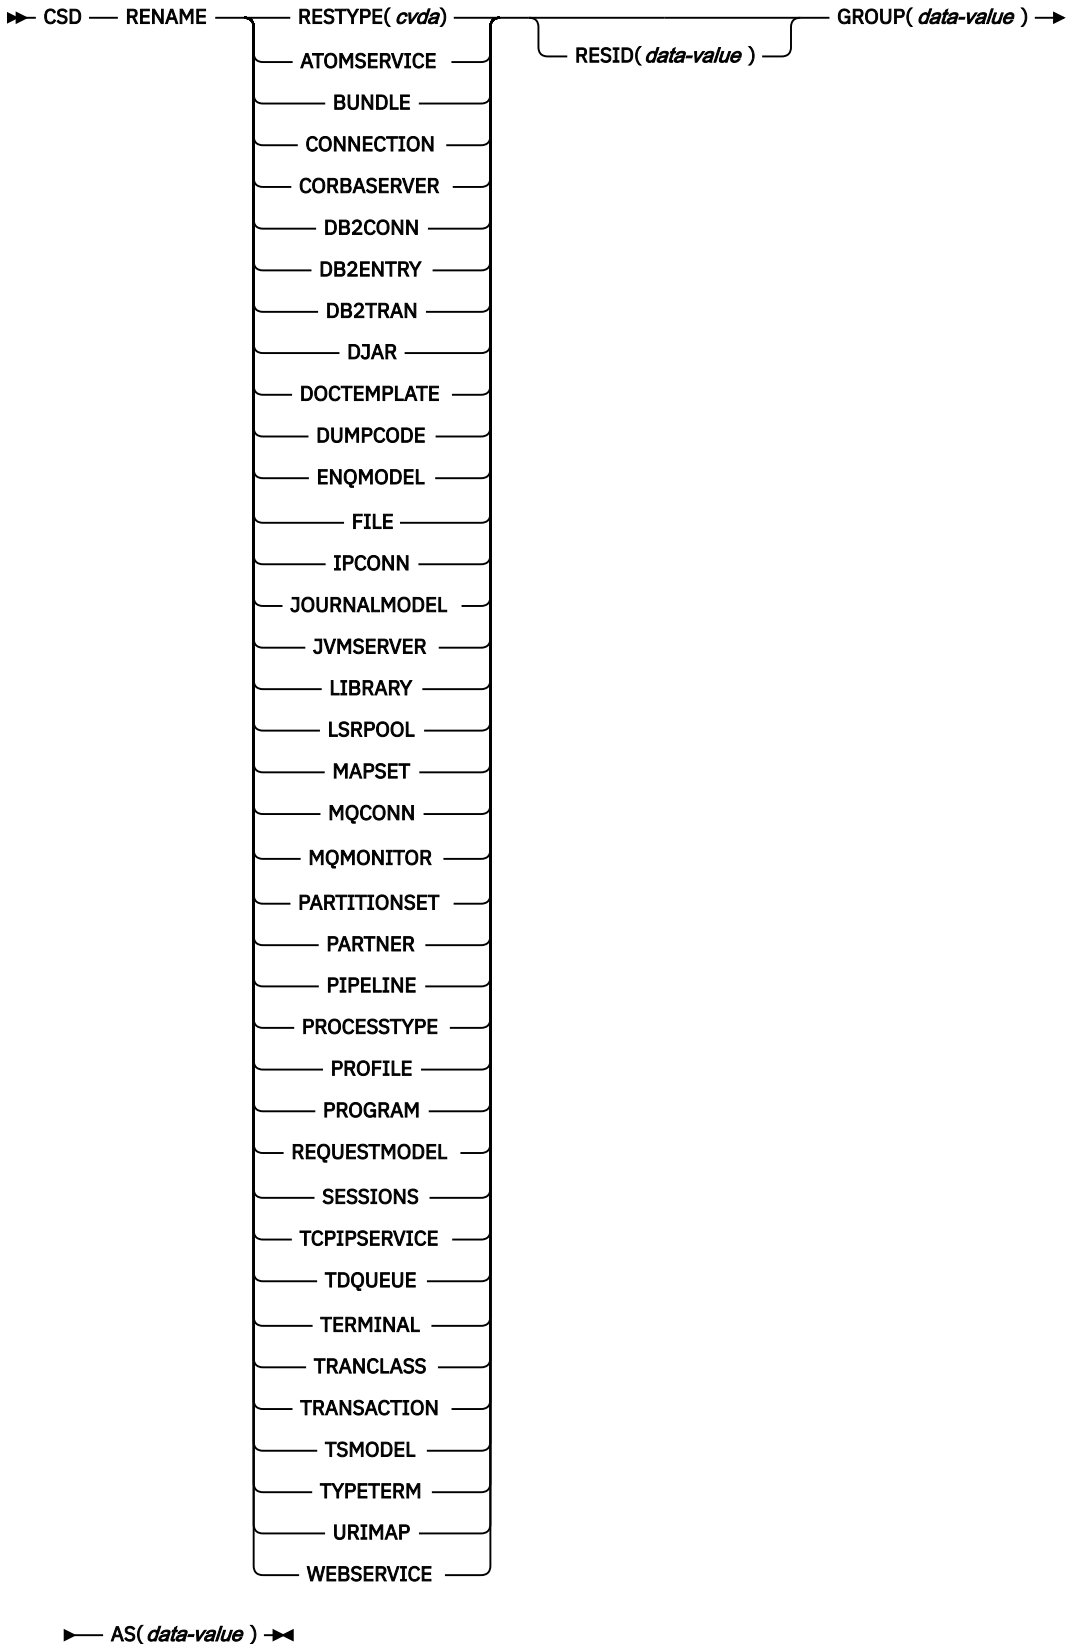 CSD RENAME RESTYPE( cvda) GROUP( data-value )
RESID( data-value )
ATOMSERVICE
BUNDLE
CONNECTION
CORBASERVER
DB2CONN
DB2ENTRY
DB2TRAN
DJAR
DOCTEMPLATE
DUMPCODE
ENQMODEL
FILE
IPCONN
JOURNALMODEL
JVMSERVER
LIBRARY
LSRPOOL
MAPSET
MQCONN
MQMONITOR
PARTITIONSET
PARTNER
PIPELINE
PROCESSTYPE
PROFILE
PROGRAM
REQUESTMODEL
SESSIONS
TCPIPSERVICE
TDQUEUE
TERMINAL
TRANCLASS
TRANSACTION
TSMODEL
TYPETERM
URIMAP
WEBSERVICE
AS( data-value )